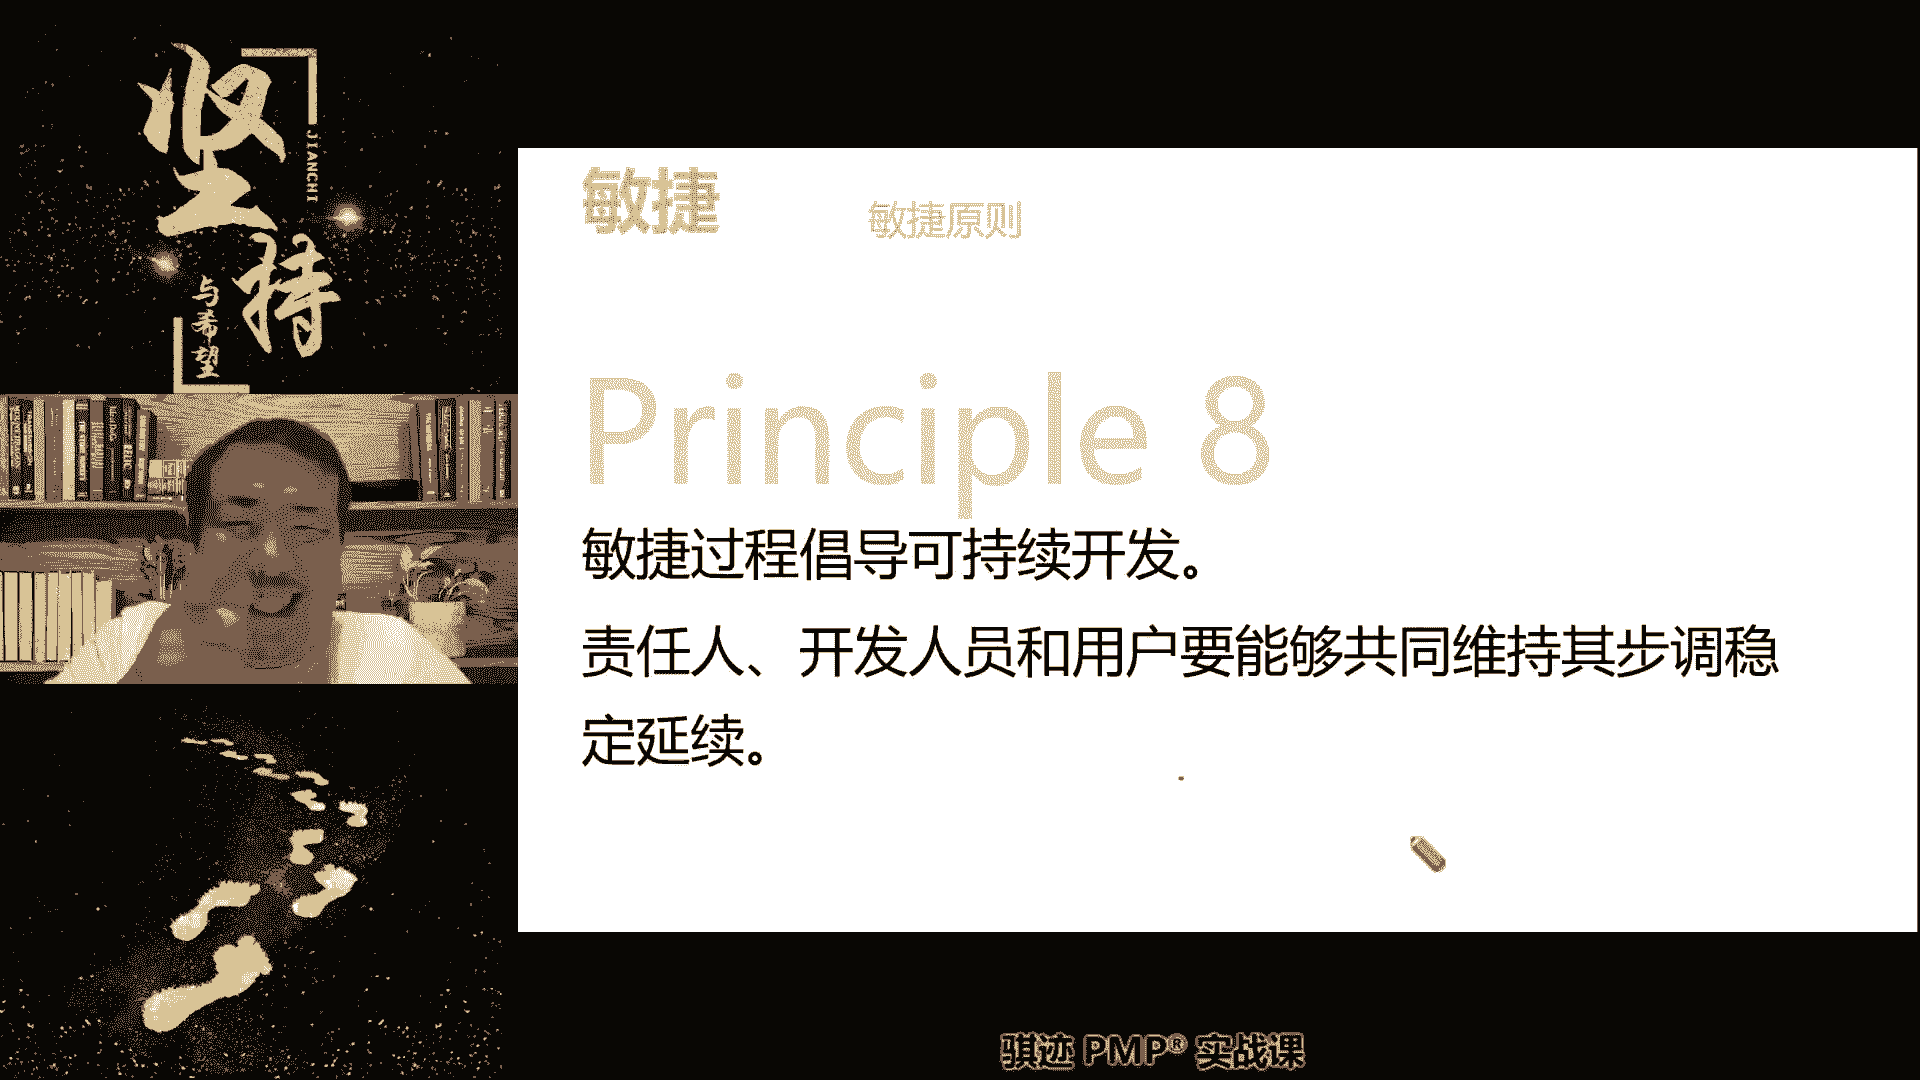 坚持
JIANCHI
与希望
敏捷
敏捷原则
Principle 8
敏捷过程倡导可持续开发。
责任人、开发人员和用户要能够共同维持其步调稳
定延续。
骐迹 PMP® 实战课